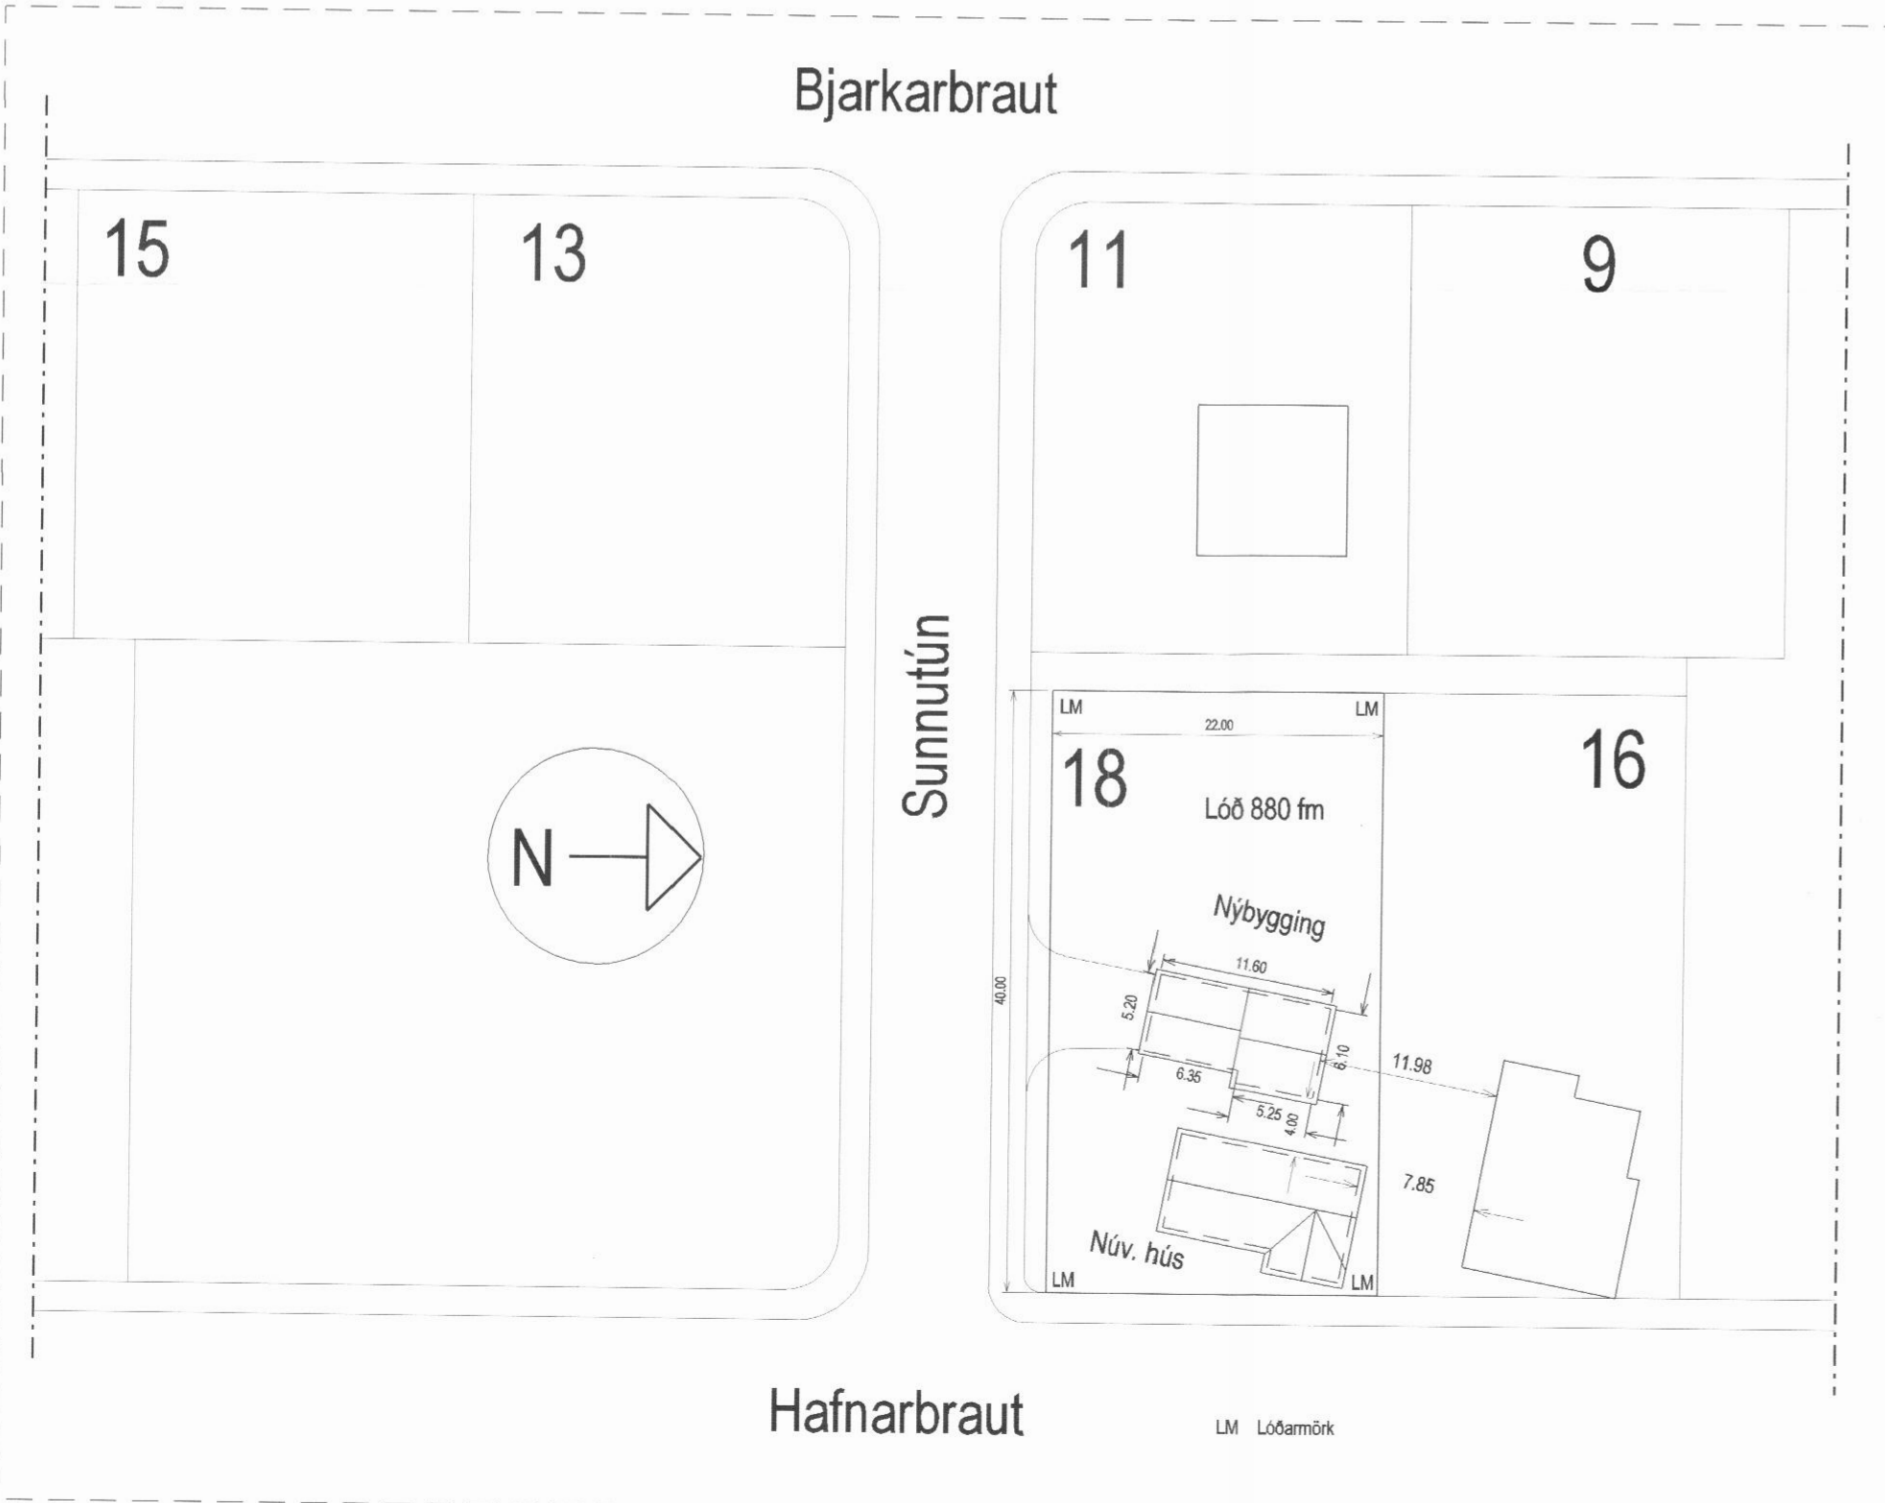 Bjarkarbraut
15
13
11
9
Sunnutún
LM
LM
22.00
18
16
Lóð 880 fm
N
Nýbygging
11.60
40.00
5.20
6.10
11.98
6.35
5.25
4.00
7.85
Núv. hús
LM
LM
Hafnarbraut
LM Lóðarmörk